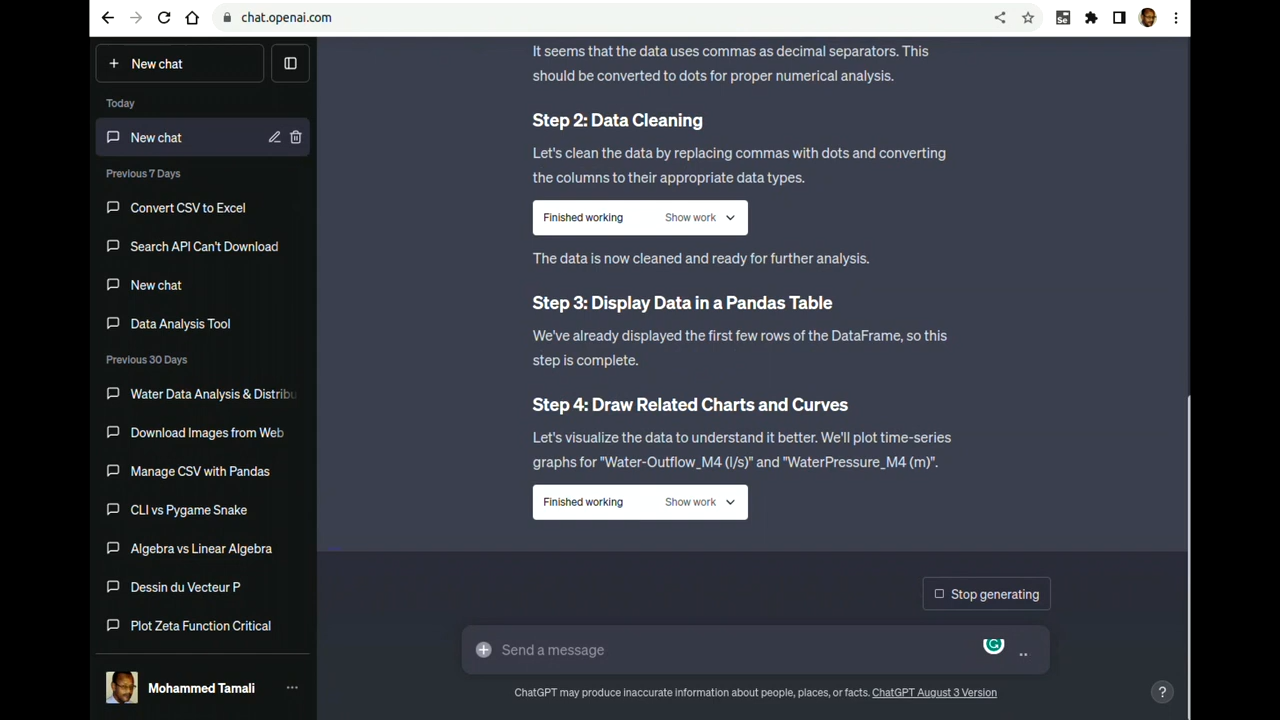 chat.openai.com
Se
New chat
Today
New chat
Previous 7 Days
Convert CSV to Excel
Search API Can't Download
New chat
Data Analysis Tool
Previous 30 Days
Water Data Analysis & Distribu
Download Images from Web
Manage CSV with Pandas
CLI vs Pygame Snake
Algebra vs Linear Algebra
Dessin du Vecteur P
Plot Zeta Function Critical
Mohammed Tamali
It seems that the data uses commas as decimal separators. This
should be converted to dots for proper numerical analysis.
Step 2: Data Cleaning
Let's clean the data by replacing commas with dots and converting
the columns to their appropriate data types.
Finished working Show work
The data is now cleaned and ready for further analysis.
Step 3: Display Data in a Pandas Table
We've already displayed the first few rows of the DataFrame, so this
step is complete.
Step 4: Draw Related Charts and Curves
Let's visualize the data to understand it better. We'll plot time-series
graphs for "Water-Outflow_M4 (l/s)" and "WaterPressure_M4 (m)".
Finished working Show work
Stop generating
Send a message
ChatGPT may produce inaccurate information about people, places, or facts. ChatGPT August 3 Version
?